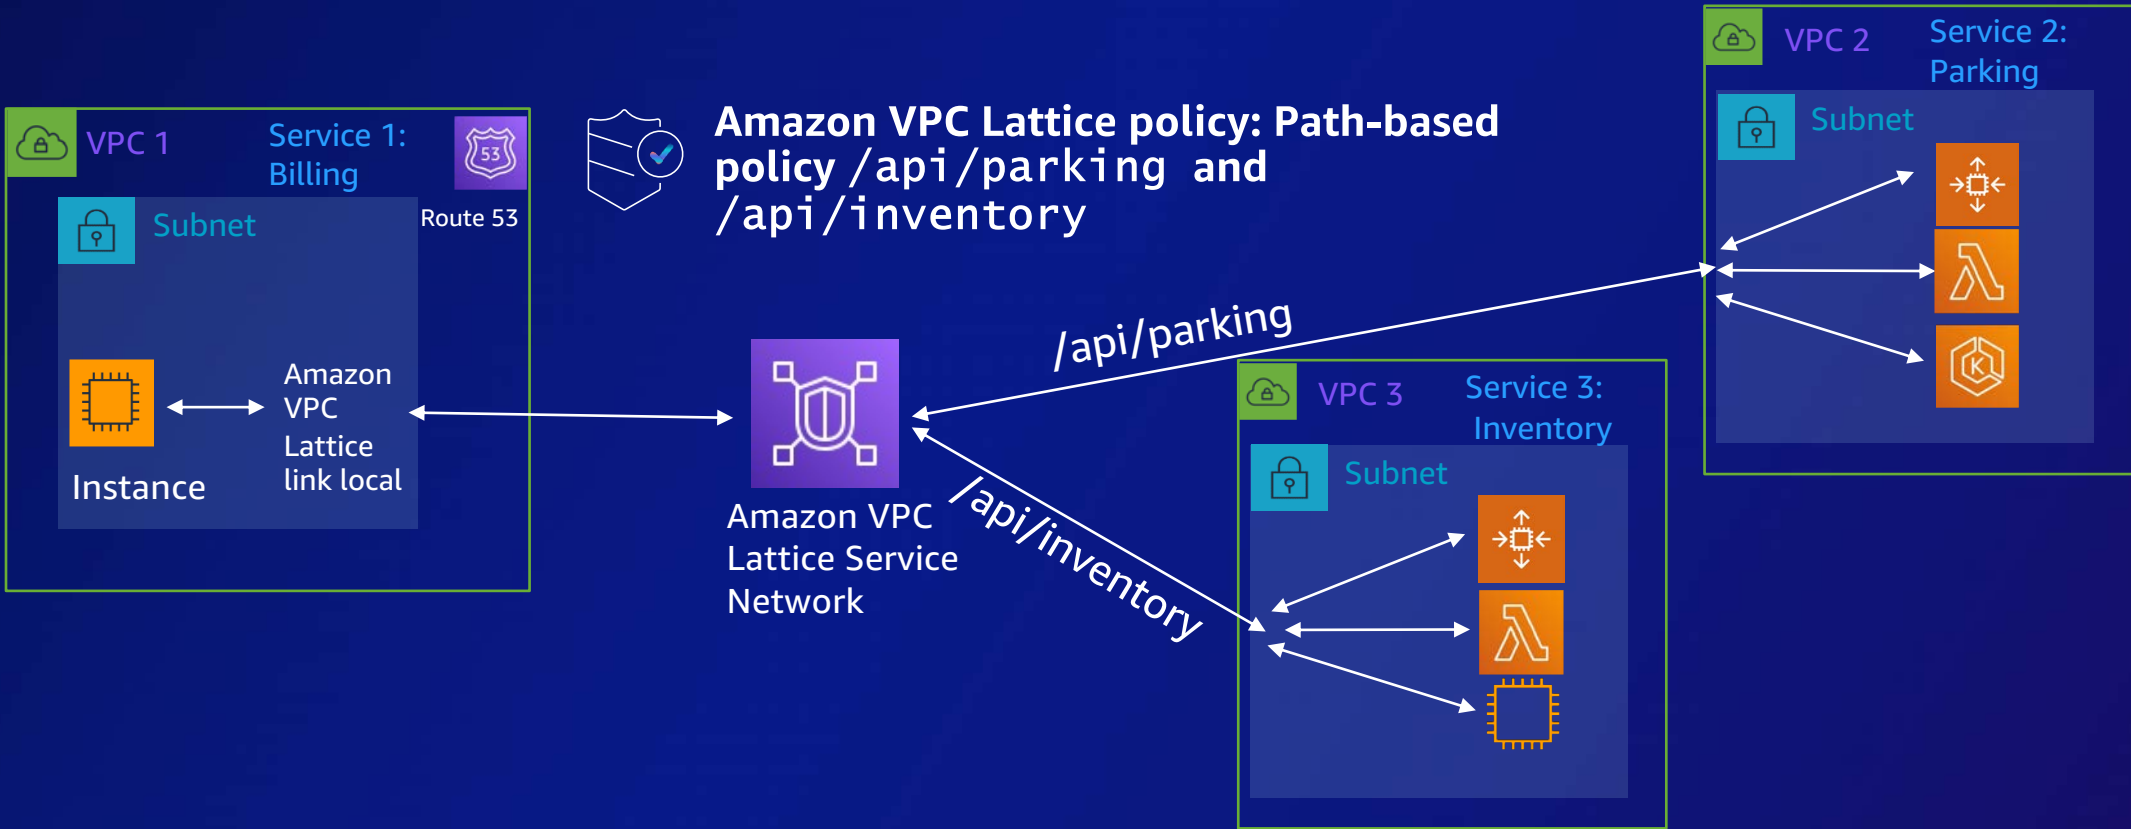 VPC 1
Service 1:
Billing
53
Route 53
Subnet
Instance
Amazon
VPC
Lattice
link local
Amazon VPC Lattice policy: Path-based
policy /api/parking and
/api/inventory
Amazon VPC
Lattice Service
Network
/api/parking
/api/inventory
VPC 2
Service 2:
Parking
Subnet
K
VPC 3
Service 3:
Inventory
Subnet